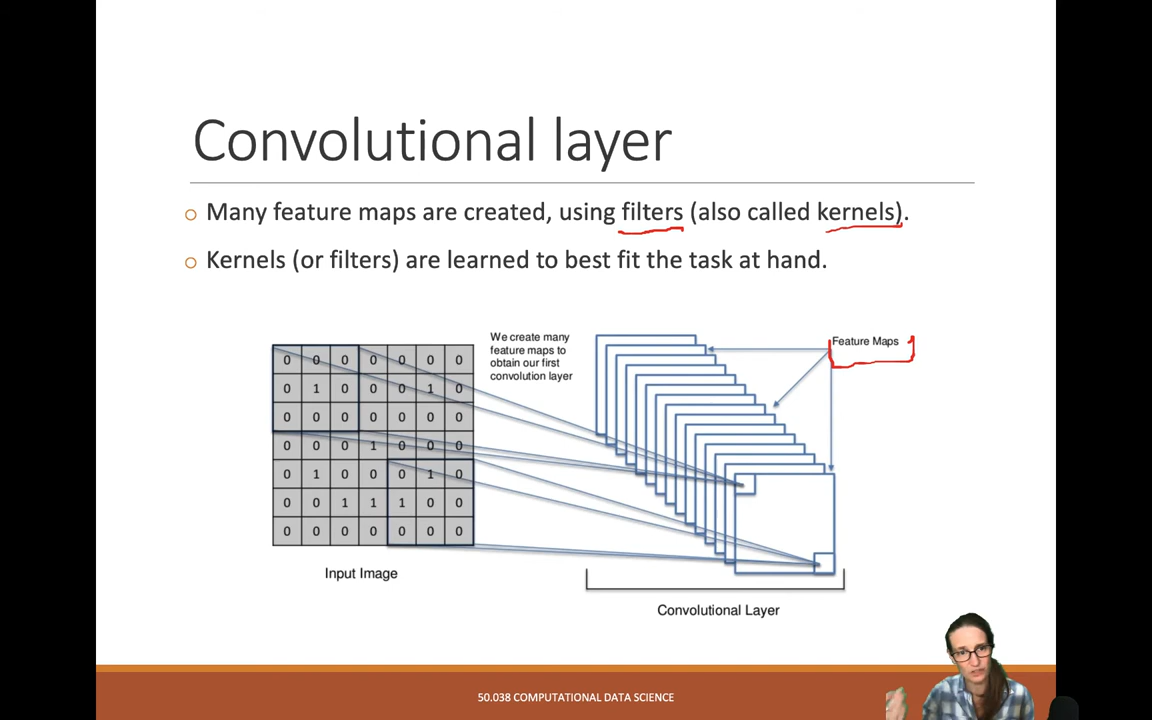 Convolutional layer
Many feature maps are created, using filters (also called kernels).
Kernels (or filters) are learned to best fit the task at hand.
We create many
feature maps to
obtain our first
convolution layer
Feature Maps
0 0 0 0 0 0 0
0 1 0 0 0 1 0
0 0 0 0 0 0 0
0 0 0 1 0 0 0
0 1 0 0 0 1 0
0 0 1 1 1 0 0
0 0 0 0 0 0 0
Input Image
Convolutional Layer
50.038 COMPUTATIONAL DATA SCIENCE